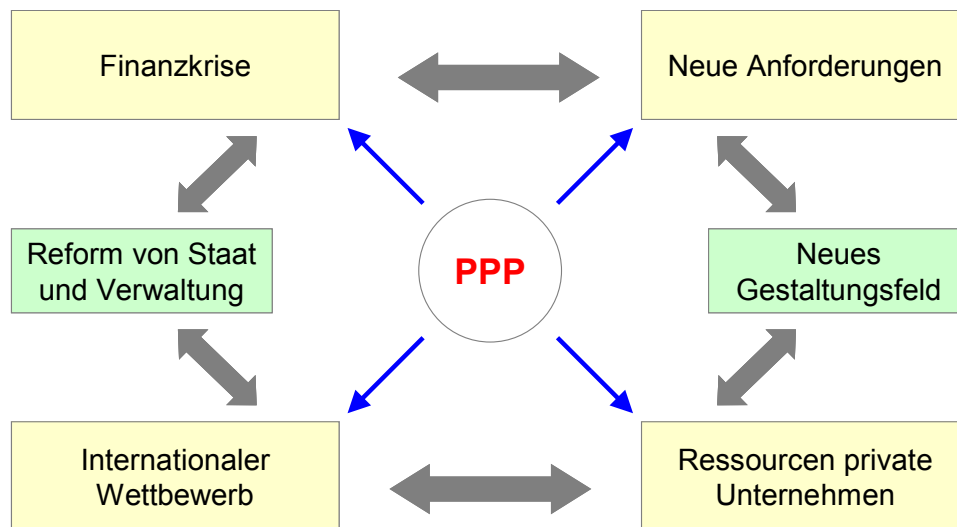 Finanzkrise
Neue Anforderungen
Reform von Staat
und Verwaltung
PPP
Neues
Gestaltungsfeld
Internationaler
Wettbewerb
Ressourcen private
Unternehmen